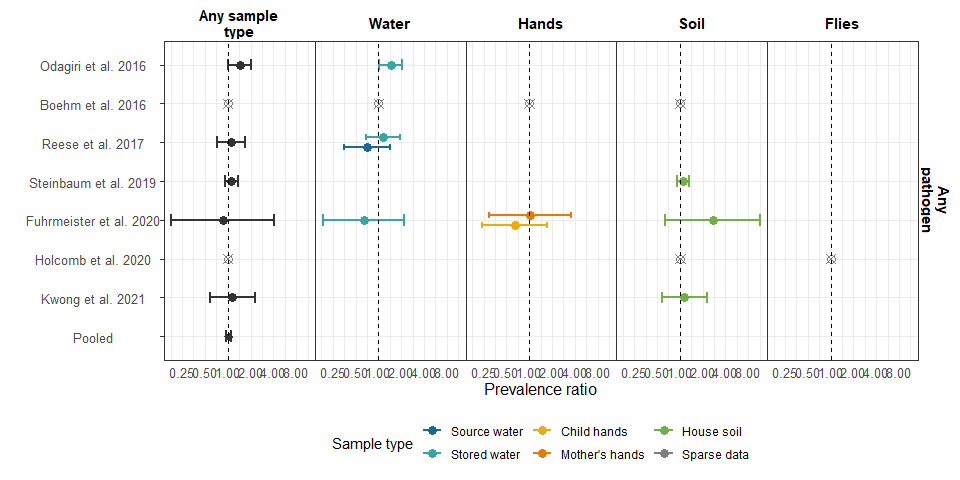 Any sample
type
Water
Hands
Soil
Flies
Odagiri et al. 2016
Boehm et al. 2016
Reese et al. 2017
Steinbaum et al. 2019
Fuhrmeister et al. 2020
Holcomb et al. 2020
Kwong et al. 2021
Pooled
Any
pathogen
0.25 0.50 1.00 2.00 4.00 8.00
0.25 0.50 1.00 2.00 4.00 8.00
0.25 0.50 1.00 2.00 4.00 8.00
0.25 0.50 1.00 2.00 4.00 8.00
0.25 0.50 1.00 2.00 4.00 8.00
Prevalence ratio
Sample type
Source water
Child hands
House soil
Stored water
Mother's hands
Sparse data